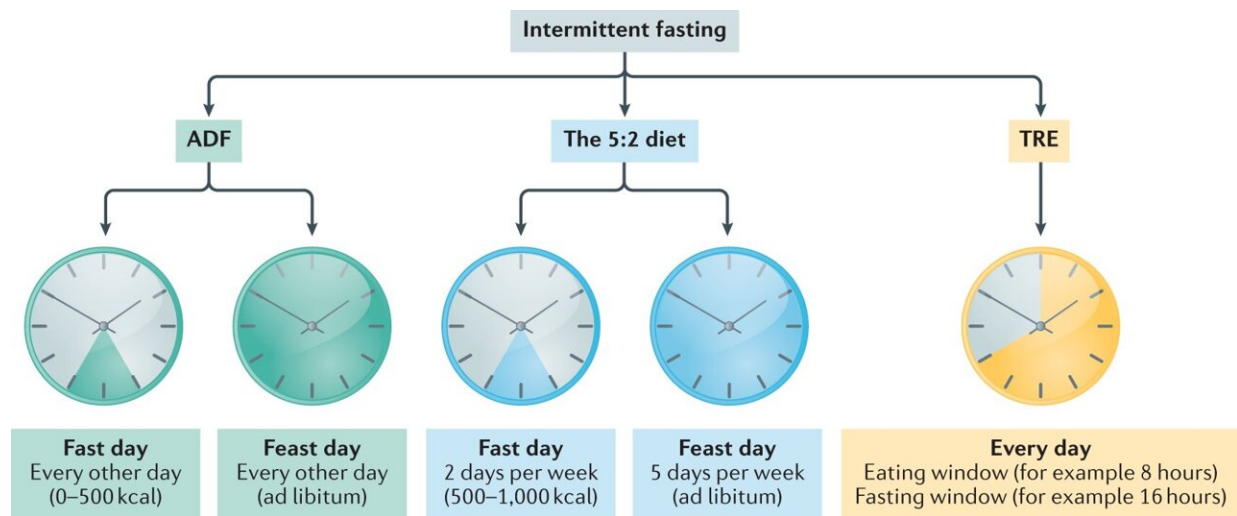 Intermittent fasting
ADF
The 5:2 diet
TRE
Fast day
Every other day
(0–500 kcal)
Feast day
Every other day
(ad libitum)
Fast day
2 days per week
(500–1,000 kcal)
Feast day
5 days per week
(ad libitum)
Every day
Eating window (for example 8 hours)
Fasting window (for example 16 hours)